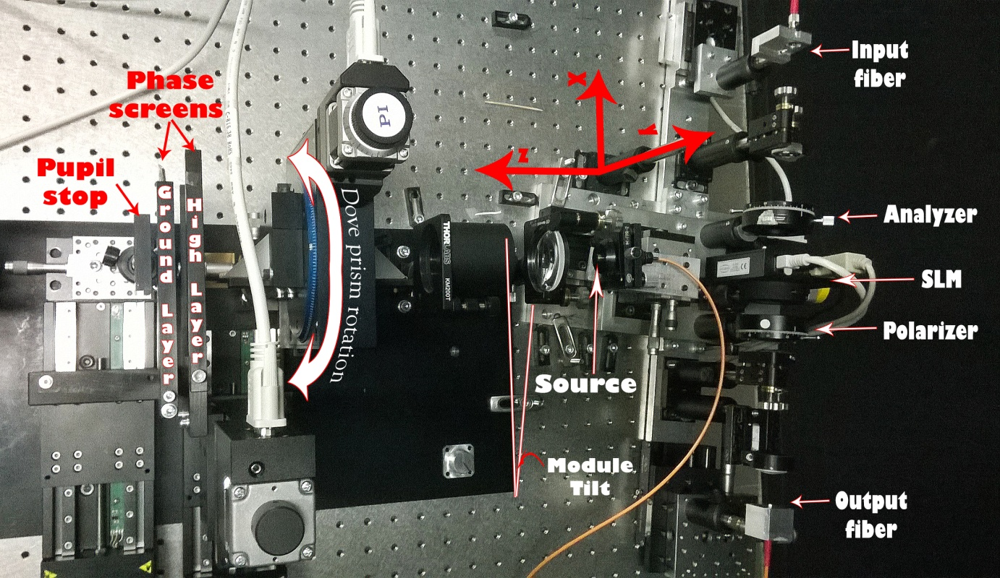 Phase
screens
Pupil
stop
Ground Layer
High Layer
PI
Dove prism rotation
THORLABS
KM200T
X
Y
Z
Source
Module
Tilt
Input
fiber
Analyzer
SLM
Polarizer
Output
fiber